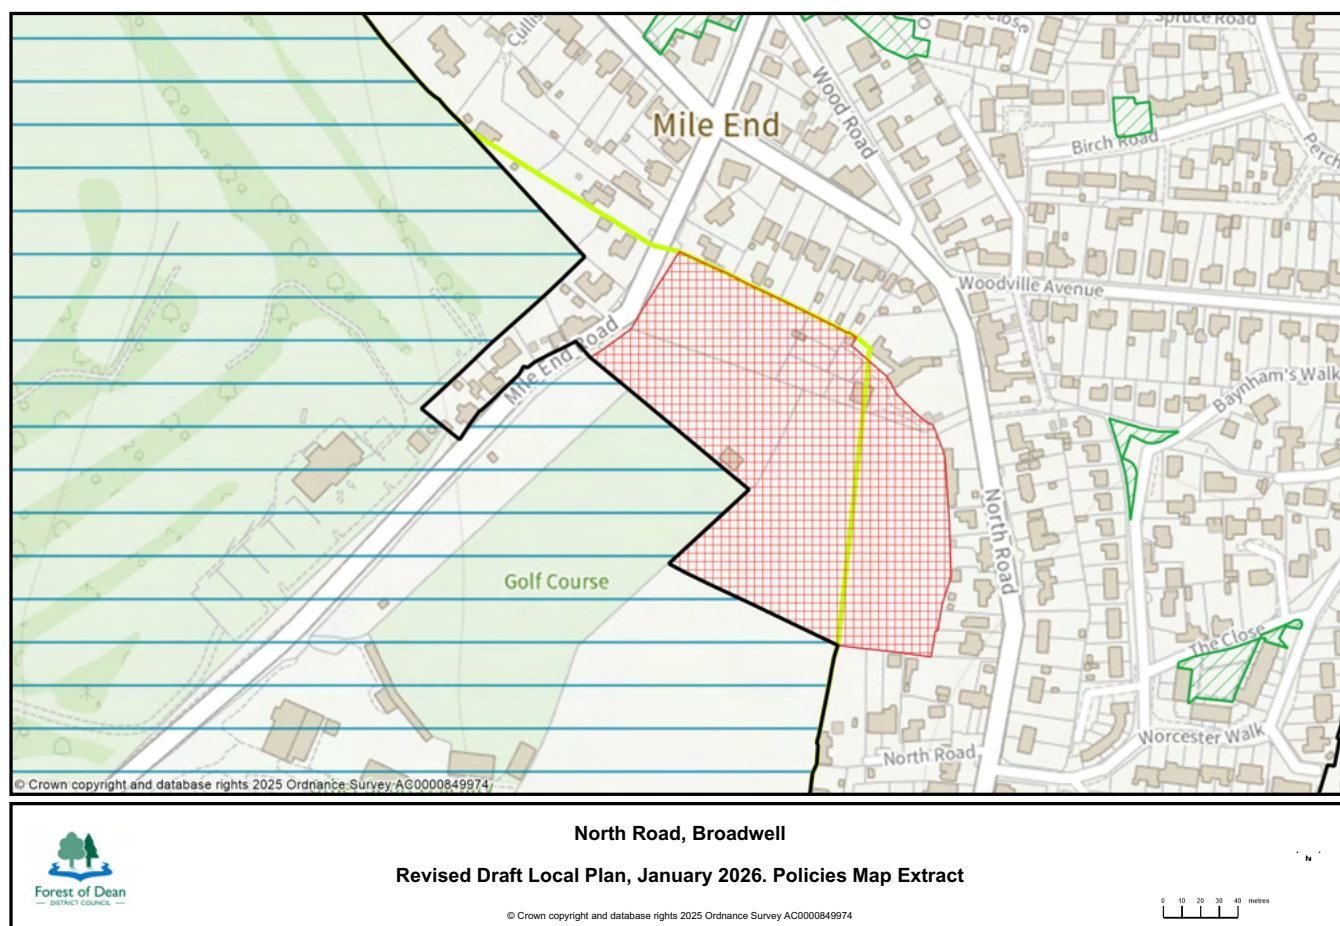 Cullis
Close
Spruce Road
Wood Road
Mile End
Birch Road
Perch
Woodville Avenue
Mile End Road
Baynham's Walk
North Road
Golf Course
The Close
Worcester Walk
North Road
© Crown copyright and database rights 2025 Ordnance Survey AC0000849974
North Road, Broadwell
Revised Draft Local Plan, January 2026. Policies Map Extract
© Crown copyright and database rights 2025 Ordnance Survey AC0000849974
Forest of Dean
DISTRICT COUNCIL
N
0 10 20 30 40 metres